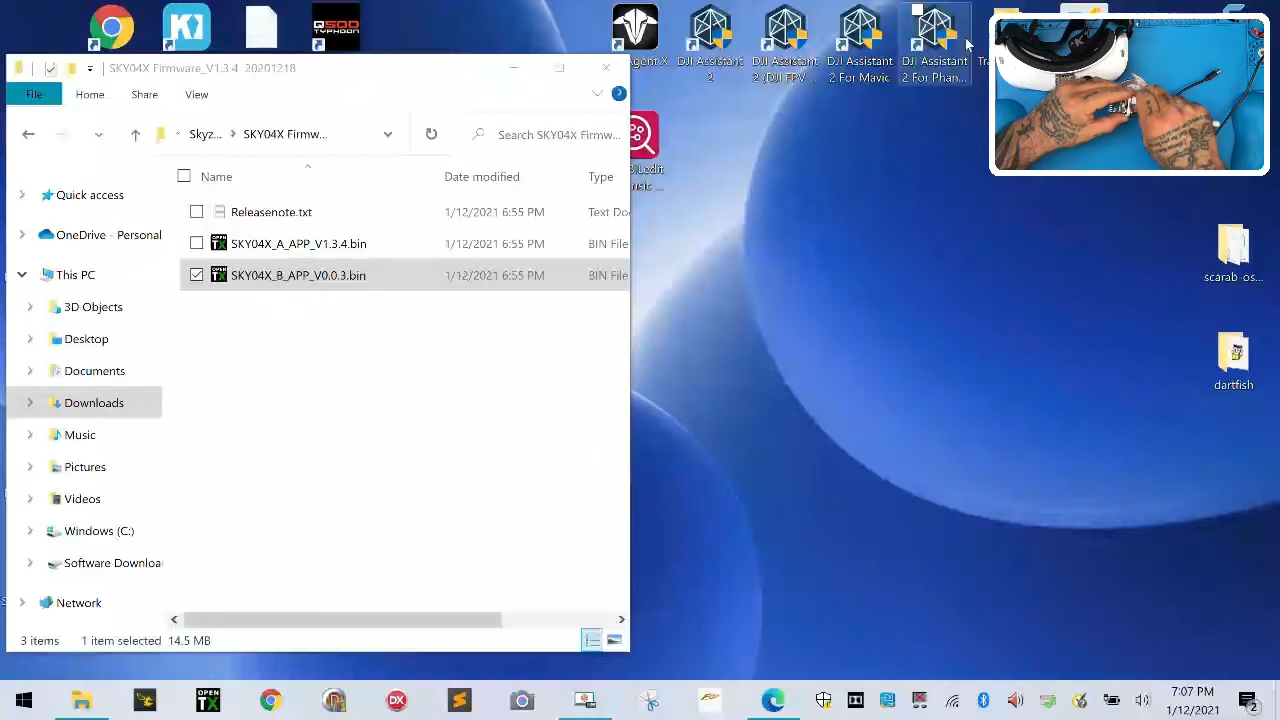 Q500
TYPHOON
Agent X
DJI Assistant
2
DJI Assistant
2 (DJI FPV
DJI Assistant
2 For Mavic
DJI Assistant
2 For Phan...
SKY04X Firmware_V1.3.4_20201218
File
Home
Share
View
Skyz...
SKY04X Firmw...
Search SKY04X Firmw...
Name
Date modified
Type
Releasenote.txt
1/12/2021 6:55 PM
Text Do
SKY04X_A_APP_V1.3.4.bin
1/12/2021 6:55 PM
BIN File
SKY04X_B_APP_V0.0.3.bin
1/12/2021 6:55 PM
BIN File
Quick access
OneDrive - Personal
This PC
3D Objects
Desktop
Documents
Downloads
Music
Pictures
Videos
Windows (C:)
Software Downloa
Network
3 items
1 item selected
14.5 MB
scarab-os...
dartfish
OPEN
TX
DX
7:07 PM
1/12/2021
2